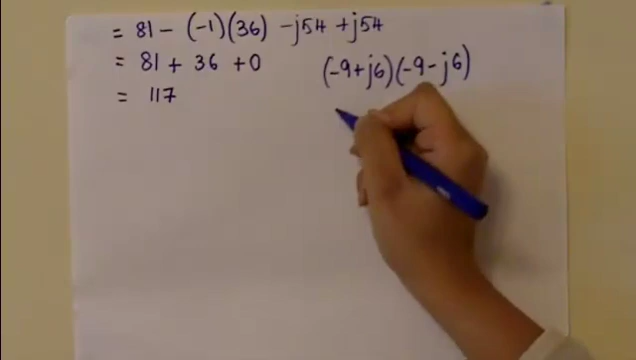 = 81 - (-1)(36) - j54 + j54
= 81 + 36 + 0
(-9+j6)(-9-j6)
= 117